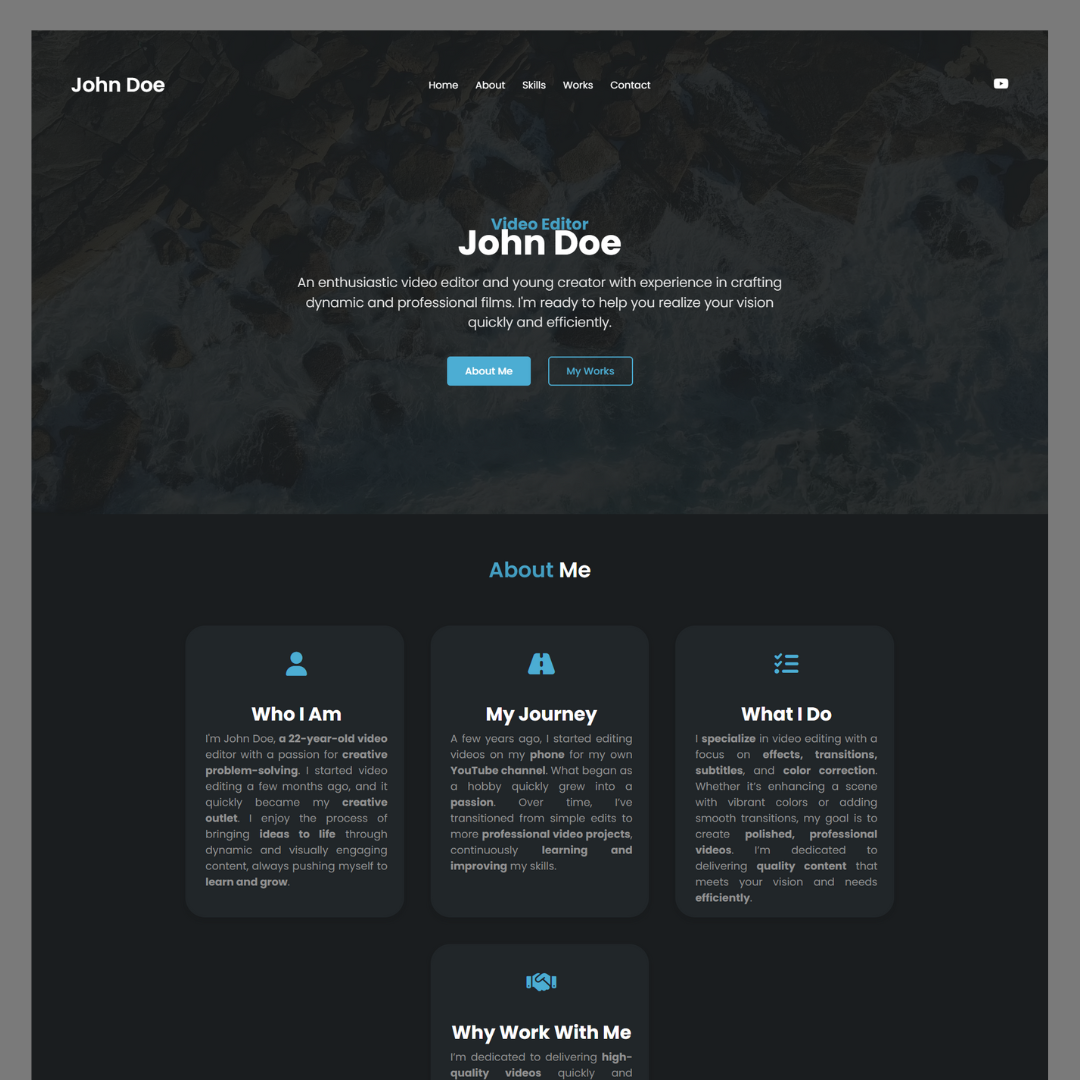 John Doe
Home About Skills Works Contact
Video Editor
John Doe
An enthusiastic video editor and young creator with experience in crafting
dynamic and professional films. I'm ready to help you realize your vision
quickly and efficiently.
About Me
My Works
About Me
Who I Am
I'm John Doe, a 22-year-old video
editor with a passion for creative
problem-solving. I started video
editing a few months ago, and it
quickly became my creative
outlet. I enjoy the process of
bringing ideas to life through
dynamic and visually engaging
content, always pushing myself to
learn and grow.
My Journey
A few years ago, I started editing
videos on my phone for my own
YouTube channel. What began as
a hobby quickly grew into a
passion. Over time, I've
transitioned from simple edits to
more professional video projects,
continuously learning and
improving my skills.
What I Do
I specialize in video editing with a
focus on effects, transitions,
subtitles, and color correction.
Whether it's enhancing a scene
with vibrant colors or adding
smooth transitions, my goal is to
create polished, professional
videos. I'm dedicated to
delivering quality content that
meets your vision and needs
efficiently.
Why Work With Me
I'm dedicated to delivering high-
quality videos quickly and